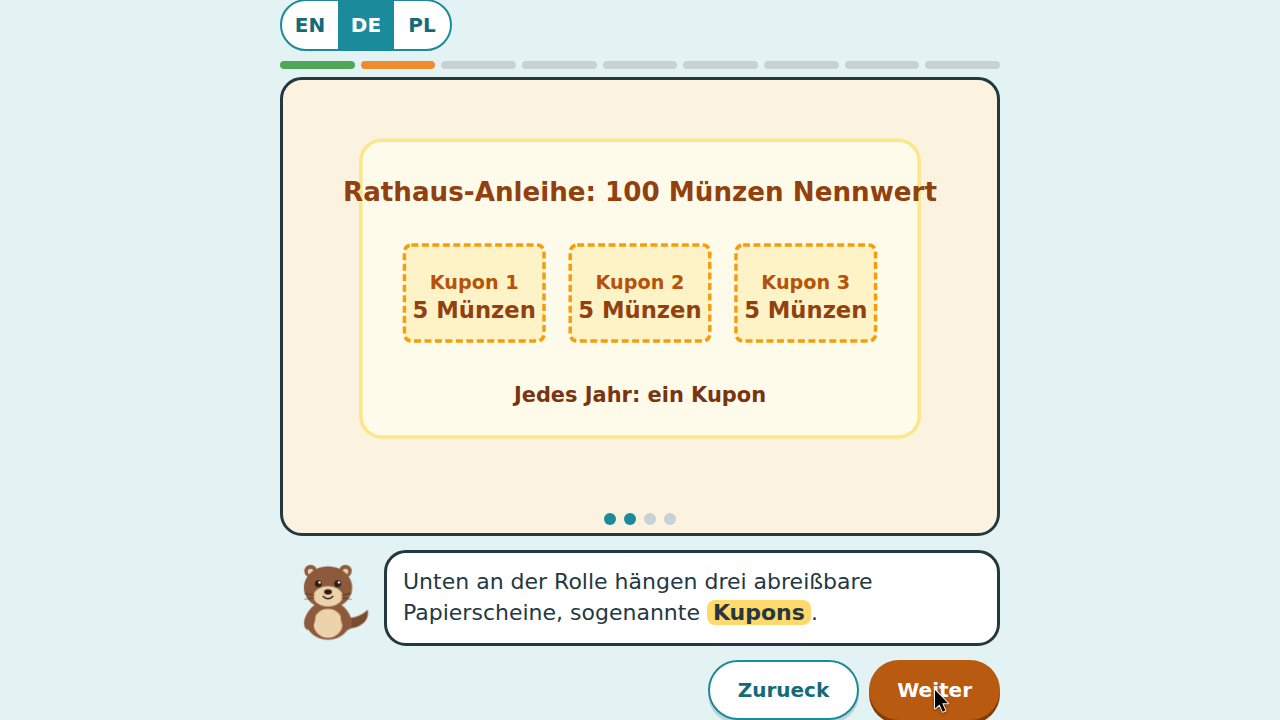 EN DE PL
Rathaus-Anleihe: 100 Münzen Nennwert
Kupon 1 Kupon 2 Kupon 3
5 Münzen 5 Münzen 5 Münzen
Jedes Jahr: ein Kupon
Unten an der Rolle hängen drei abreißbare
Papierscheine, sogenannte Kupons.
Zurueck Weiter